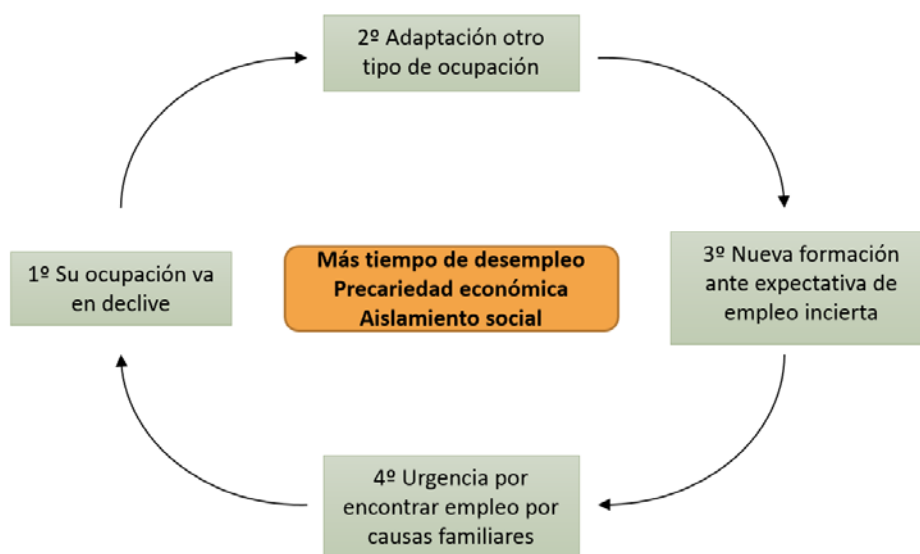 2º Adaptación otro
tipo de ocupación
1º Su ocupación va
en declive
Más tiempo de desempleo
Precariedad económica
Aislamiento social
3º Nueva formación
ante expectativa de
empleo incierta
4º Urgencia por
encontrar empleo por
causas familiares